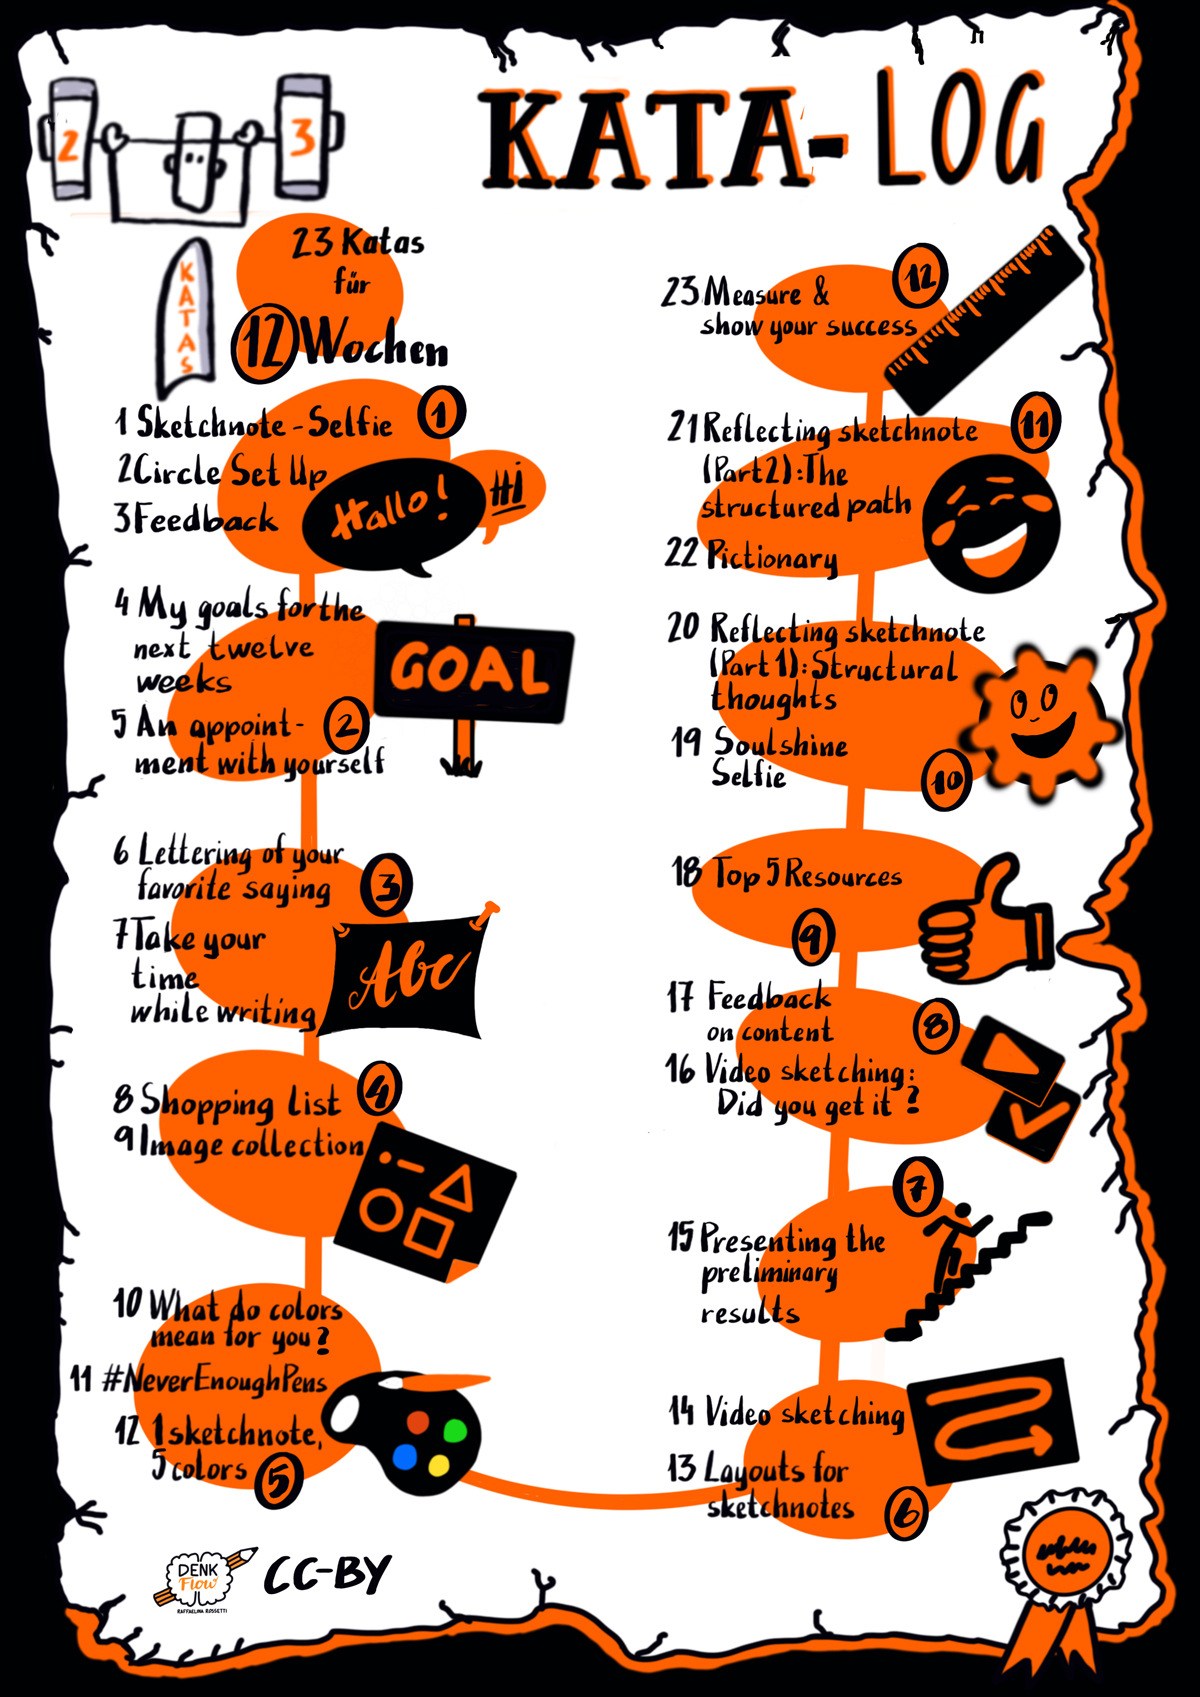 KATA-LOG
2 3
KATAS
23 Katas
für
12 Wochen
1 Sketchnote-Selfie
1
2 Circle Set Up
3 Feedback
Hallo!
Hi
4 My goals for the
next twelve
weeks
GOAL
5 An appoint-
ment with yourself
2
6 Lettering of your
favorite saying
3
7 Take your
time
while writing
Abc
8 Shopping list
4
9 Image collection
10 What do colors
mean for you?
11 #NeverEnoughPens
12 1 sketchnote,
5 colors
5
23 Measure &
show your success
12
21 Reflecting sketchnote
(Part 2): The
structured path
11
22 Pictionary
20 Reflecting sketchnote
(Part 1): Structural
thoughts
19 Soulshine
Selfie
10
18 Top 5 Resources
9
17 Feedback
on content
8
16 Video sketching:
Did you get it?
7
15 Presenting the
preliminary
results
14 Video sketching
13 Layouts for
sketchnotes
6
DENK
Flow
RAFFAELINA ROSSETTI
CC-BY